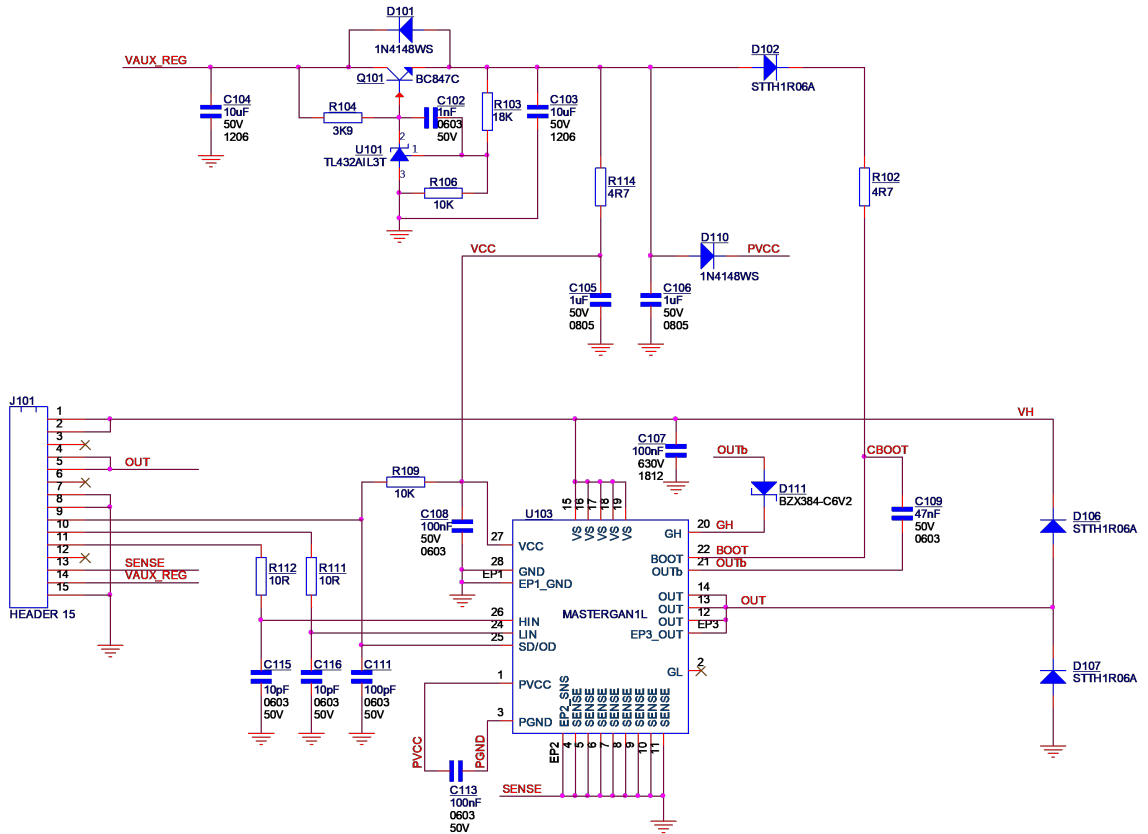 D101
1N4148WS
VAUX_REG
Q101
BC847C
D102
STTH1R06A
C104
10uF
50V
1206
R104
3K9
C102
1nF
0603
50V
R103
18K
C103
10uF
50V
1206
2
U101
1
TL432AIL3T
3
R106
10K
R114
4R7
R102
4R7
VCC
D110
PVCC
1N4148WS
C105
1uF
50V
0805
C106
1uF
50V
0805
J101
1
2
3
4
5
6
7
8
9
10
11
12
13
14
15
HEADER 15
OUT
SENSE
VAUX_REG
VH
C107
100nF
630V
1812
OUTb
CBOOT
D111
BZX384-C6V2
C109
47nF
50V
0603
R109
10K
C108
100nF
50V
0603
15
16
17
18
19
VS
VS
VS
VS
VS
U103
27
VCC
28
GND
EP1
EP1_GND
26
HIN
24
LIN
25
SD/OD
1
PVCC
3
PGND
MASTERGAN1L
GH
20
GH
BOOT
22
BOOT
OUTb
21
OUTb
OUT
14
OUT
13
OUT
12
EP3_OUT
EP3
OUT
GL
2
D106
STTH1R06A
D107
STTH1R06A
R112
10R
R111
10R
C115
10pF
0603
50V
C116
10pF
0603
50V
C111
100pF
0603
50V
EP2_SNS
SENSE
SENSE
SENSE
SENSE
SENSE
SENSE
SENSE
SENSE
EP2
4
5
6
7
8
9
10
11
PVCC
PGND
C113
100nF
0603
50V
SENSE